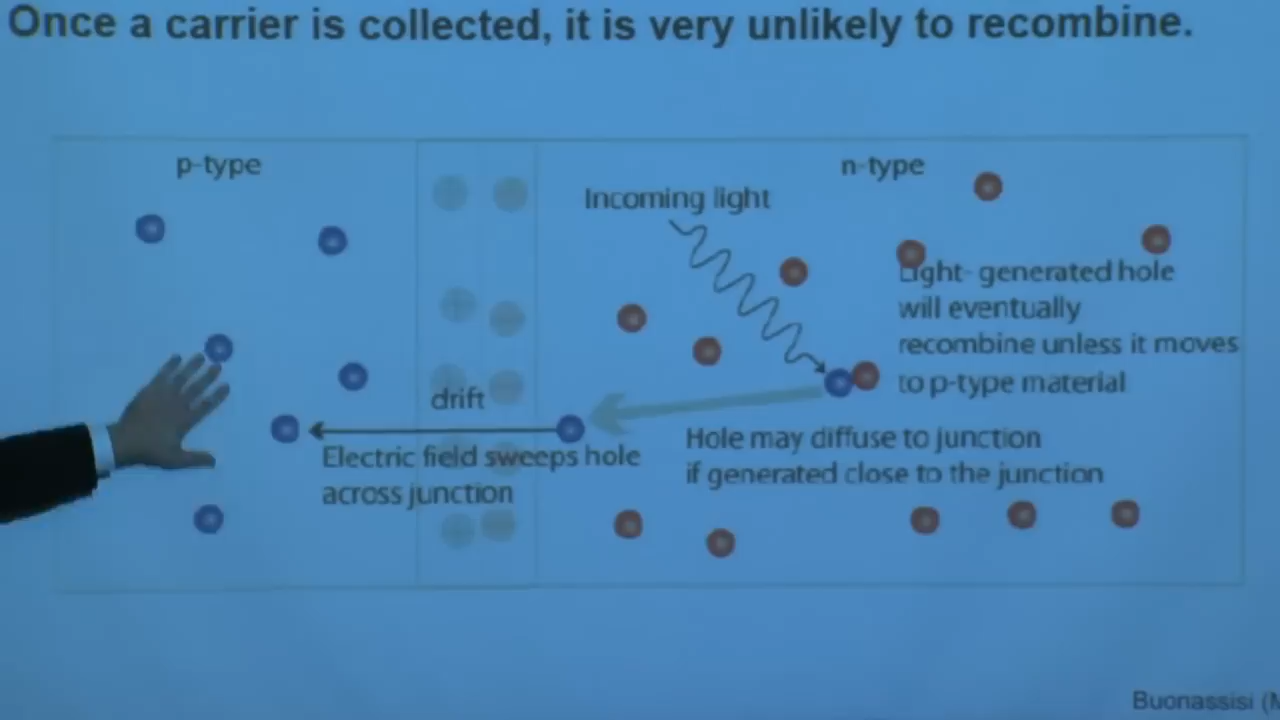 Once a carrier is collected, it is very unlikely to recombine.
p-type
n-type
Incoming light
Light- generated hole
will eventually
recombine unless it moves
to p-type material
drift
Electric field sweeps hole
across junction
Hole may diffuse to junction
if generated close to the junction
Buonassisi (M